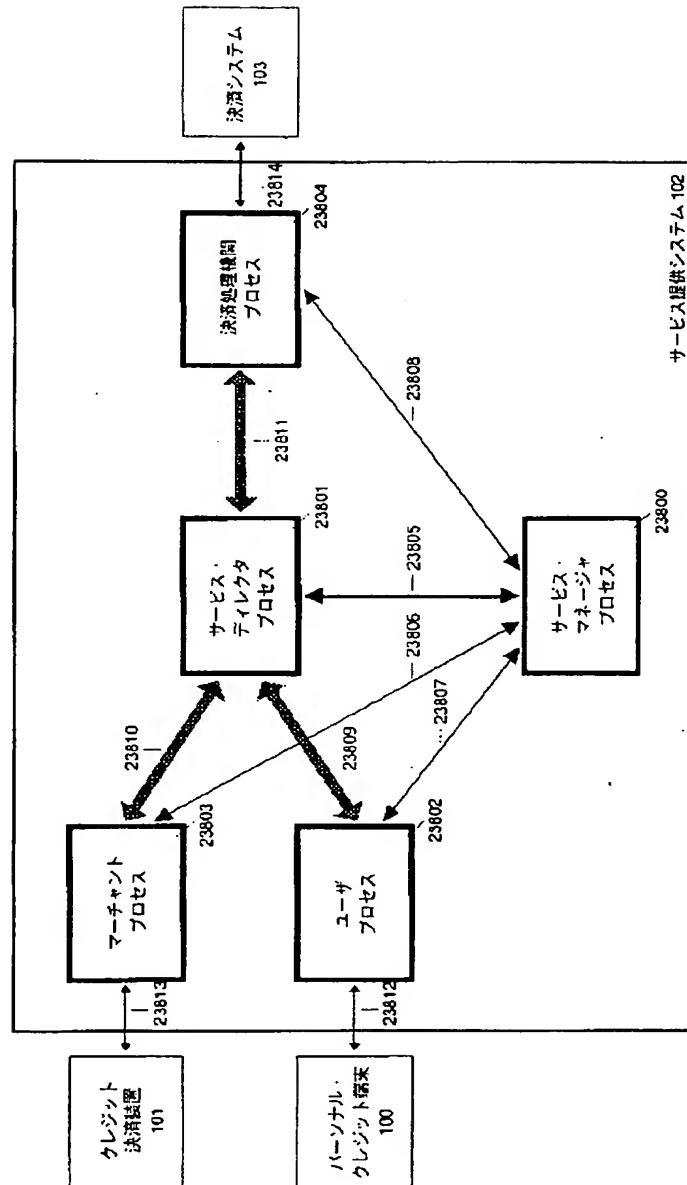 クレジット
決済装置
101
23813
マーチャント
プロセス
23803
23810
パーソナル・
クレジット端末
100
23812
ユーザ
プロセス
23802
23809
23807
23806
23805
サービス・
ディレクタ
プロセス
23801
サービス・
マネージャ
プロセス
23800
23811
23808
決済処理機関
プロセス
23804
23814
決済システム
103
サービス提供システム 102